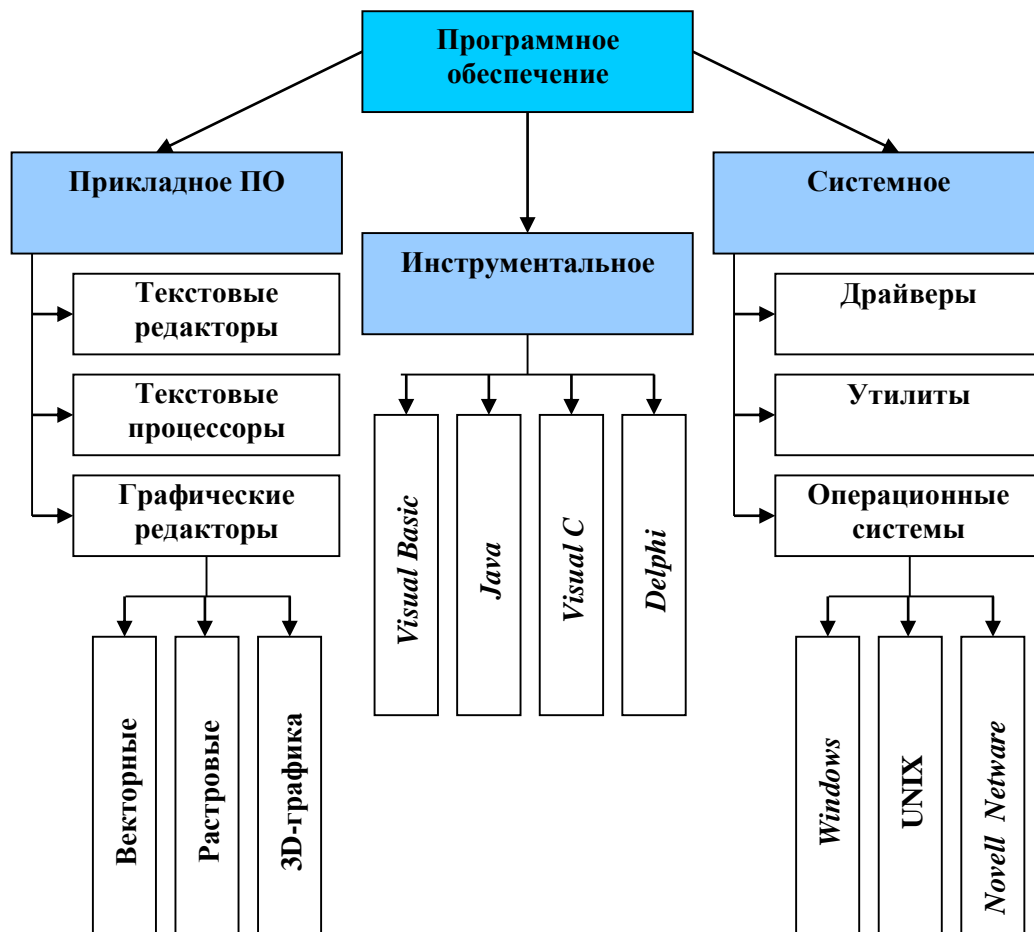 Программное
обеспечение
Прикладное ПО
Системное
Инструментальное
Текстовые
редакторы
Драйверы
Текстовые
процессоры
Утилиты
Графические
редакторы
Операционные
системы
Visual Basic
Java
Visual C
Delphi
Векторные
Растровые
3D-графика
Windows
UNIX
Novell Netware